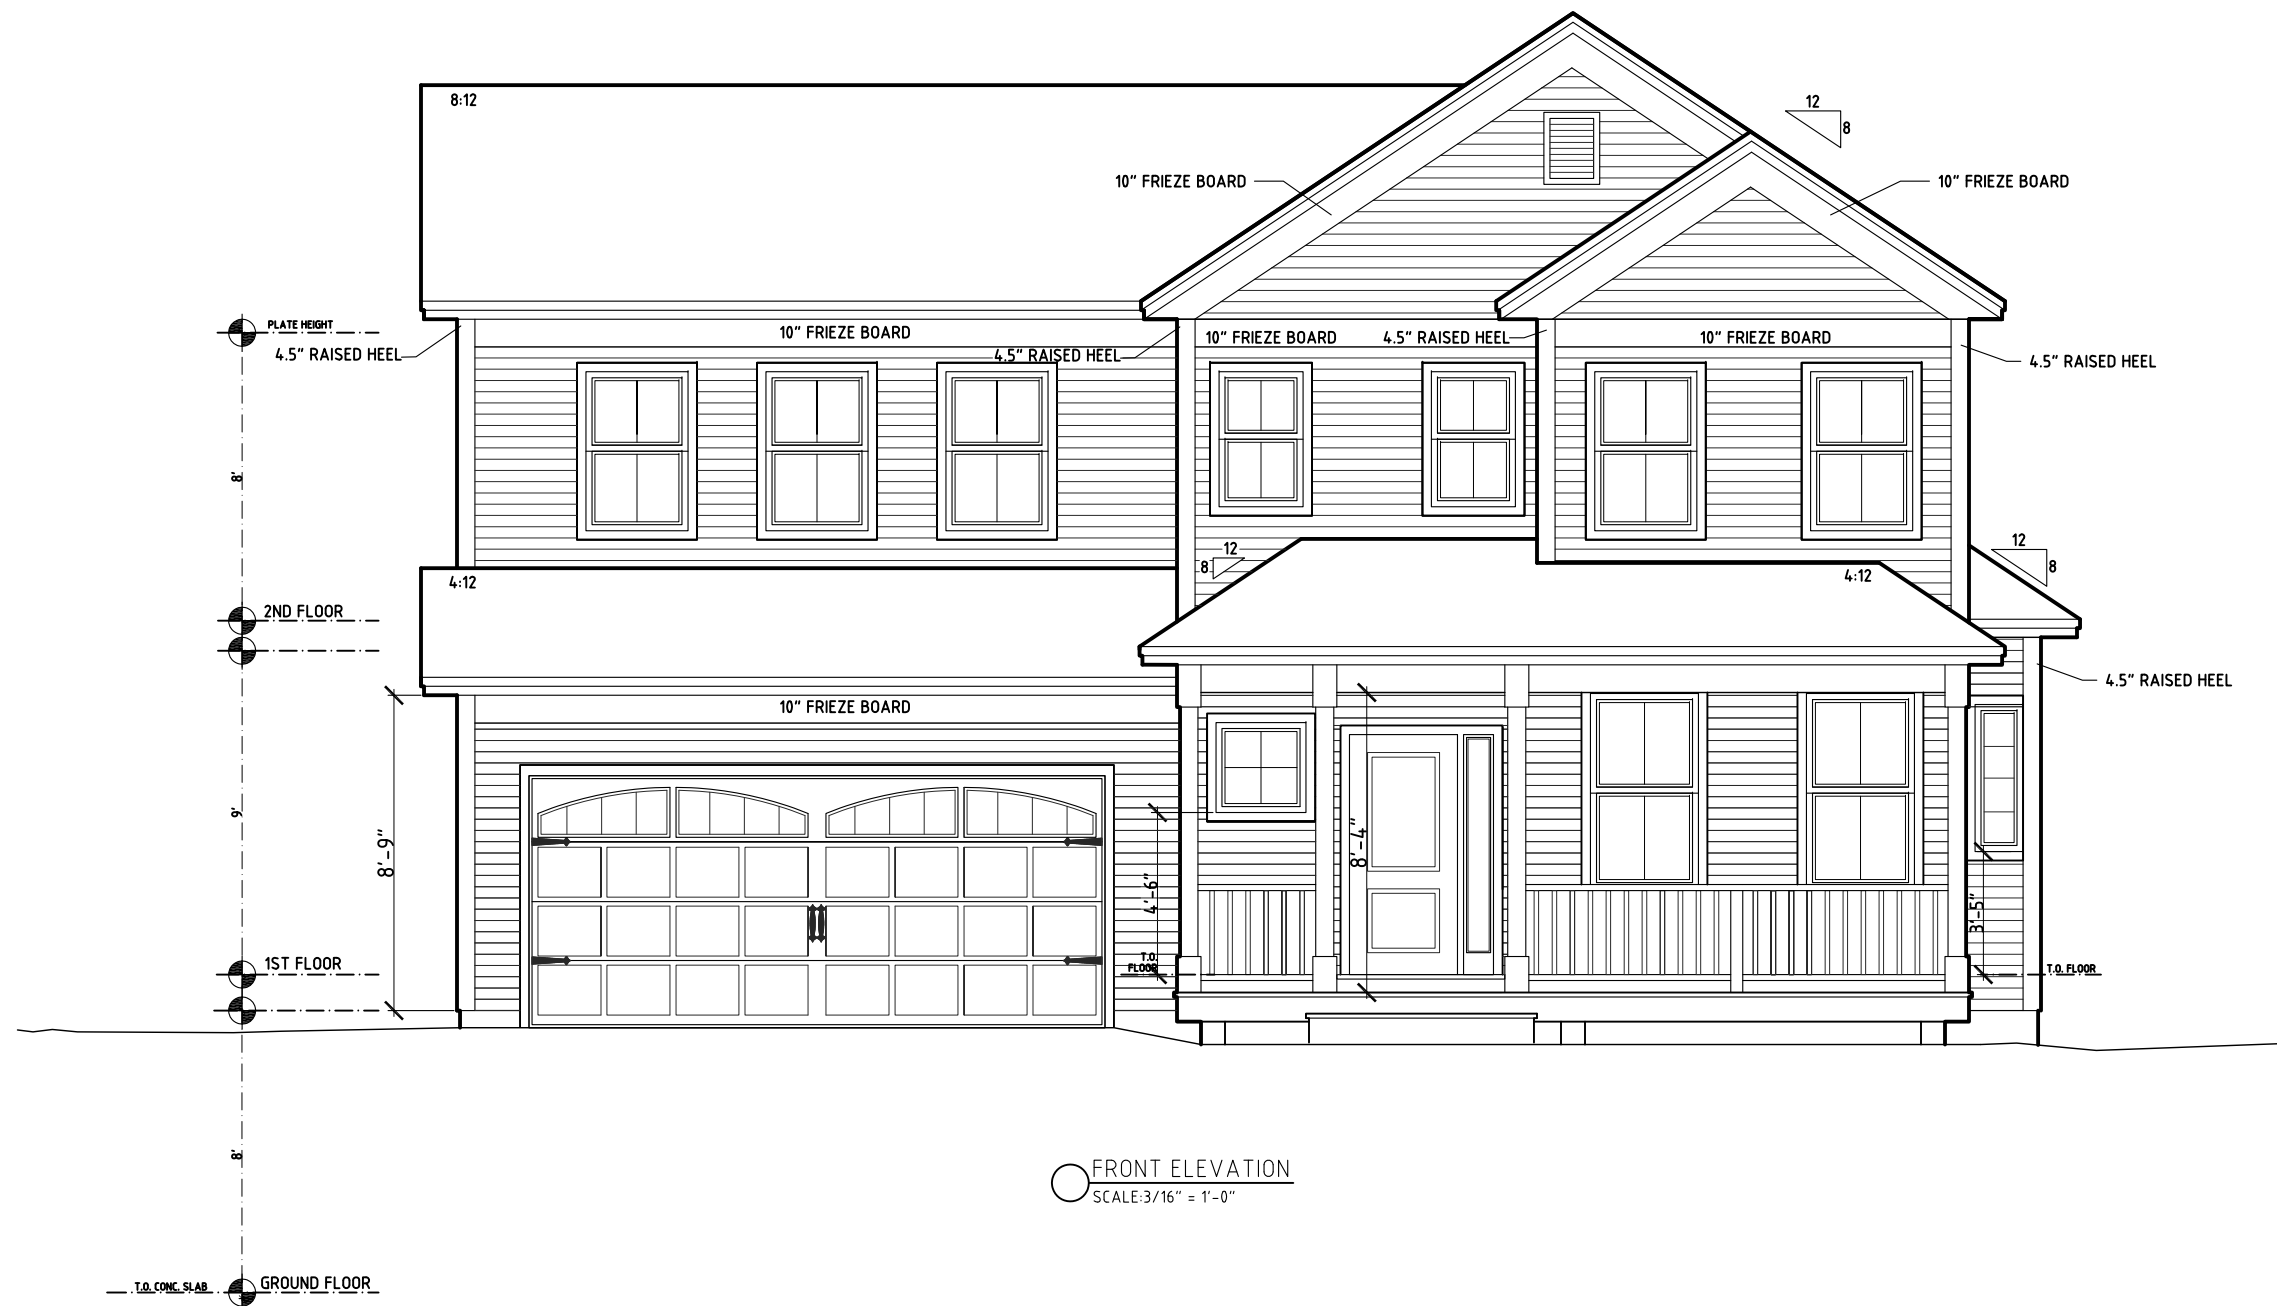 8:12
12
8
10" FRIEZE BOARD
10" FRIEZE BOARD
PLATE HEIGHT
10" FRIEZE BOARD
10" FRIEZE BOARD
4.5" RAISED HEEL
10" FRIEZE BOARD
4.5" RAISED HEEL
4.5" RAISED HEEL
4.5" RAISED HEEL
8'
12
8
12
8
4:12
4:12
2ND FLOOR
4.5" RAISED HEEL
10" FRIEZE BOARD
9'
8'-9"
8'-4"
4'-6"
3'-5"
1ST FLOOR
T.O.
FLOOR
T.O. FLOOR
8'
FRONT ELEVATION
SCALE:3/16" = 1'-0"
T.O. CONC. SLAB
GROUND FLOOR